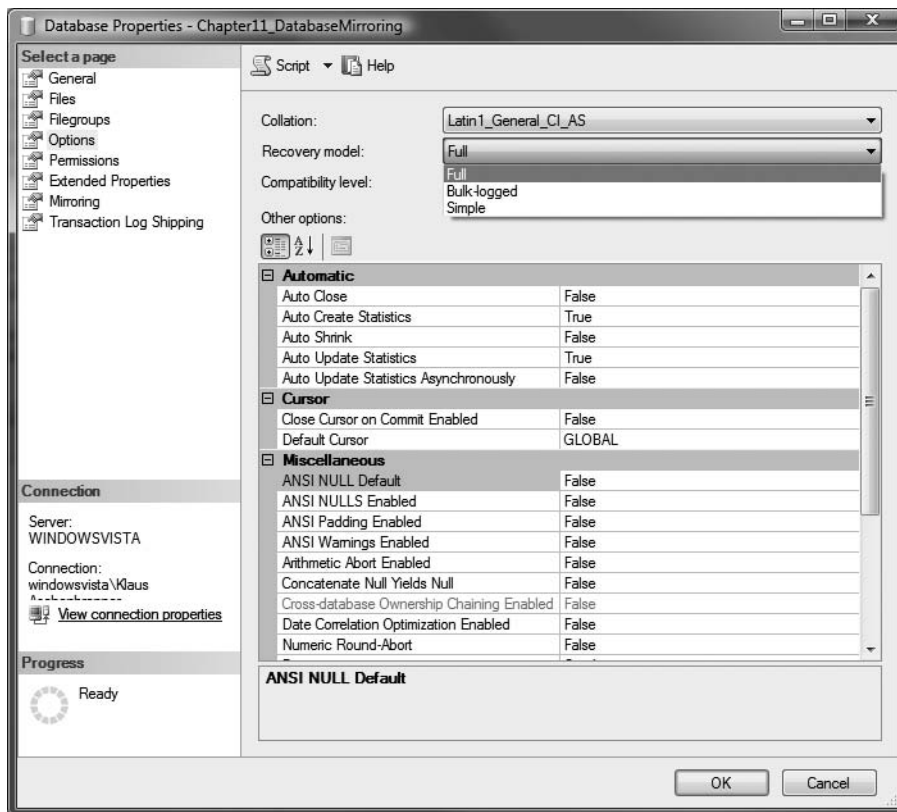 Database Properties - Chapter11_DatabaseMirroring
Select a page
General
Files
Filegroups
Options
Permissions
Extended Properties
Mirroring
Transaction Log Shipping
Script
Help
Collation:
Latin1_General_CI_AS
Recovery model:
Full
Full
Bulk-logged
Simple
Compatibility level:
Other options:
Automatic
Auto Close False
Auto Create Statistics True
Auto Shrink False
Auto Update Statistics True
Auto Update Statistics Asynchronously False
Cursor
Close Cursor on Commit Enabled False
Default Cursor GLOBAL
Miscellaneous
ANSI NULL Default False
ANSI NULLS Enabled False
ANSI Padding Enabled False
ANSI Warnings Enabled False
Arithmetic Abort Enabled False
Concatenate Null Yields Null False
Cross-database Ownership Chaining Enabled False
Date Correlation Optimization Enabled False
Numeric Round-Abort False
ANSI NULL Default
Connection
Server:
WINDOWSVISTA
Connection:
windowsvista\Klaus
View connection properties
Progress
Ready
OK
Cancel